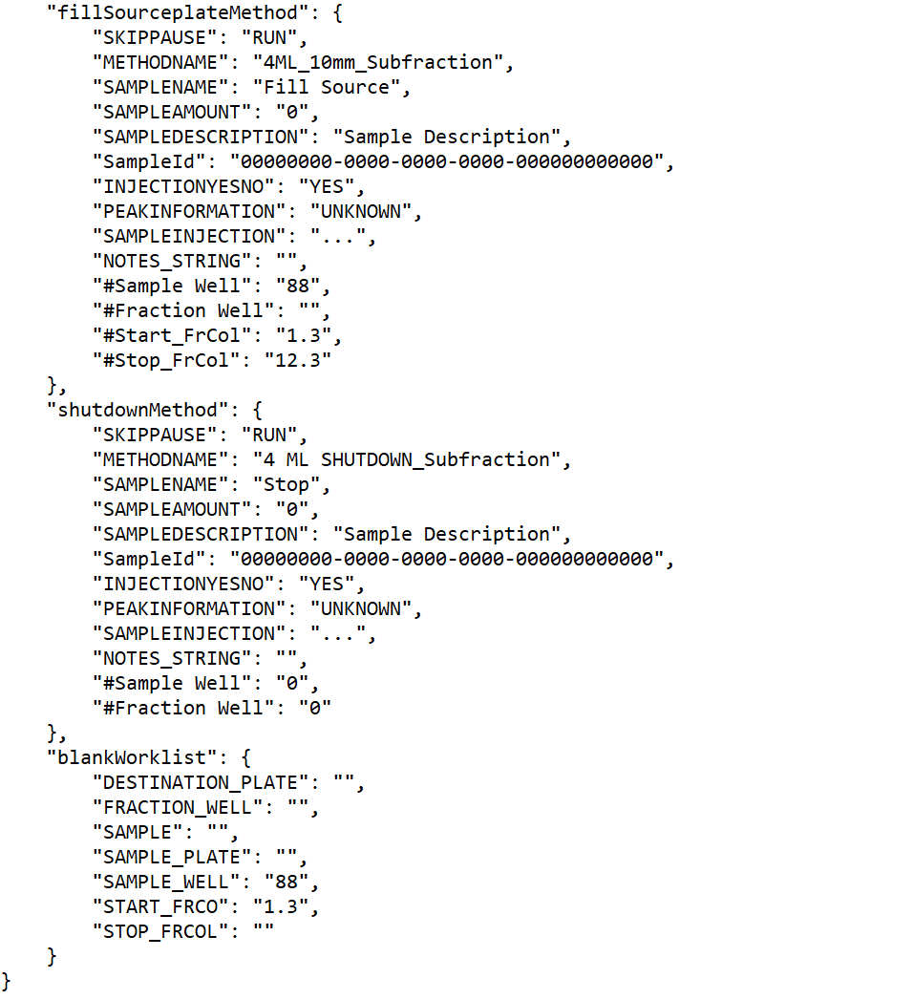 "fillSourceplateMethod": {
        "SKIPPAUSE": "RUN",
        "METHODNAME": "4ML_10mm_Subfraction",
        "SAMPLENAME": "Fill Source",
        "SAMPLEAMOUNT": "0",
        "SAMPLEDESCRIPTION": "Sample Description",
        "SampleId": "00000000-0000-0000-0000-000000000000",
        "INJECTIONYESNO": "YES",
        "PEAKINFORMATION": "UNKNOWN",
        "SAMPLEINJECTION": "...",
        "NOTES_STRING": "",
        "#Sample Well": "88",
        "#Fraction Well": "",
        "#Start_FrCol": "1.3",
        "#Stop_FrCol": "12.3"
    },
    "shutdownMethod": {
        "SKIPPAUSE": "RUN",
        "METHODNAME": "4 ML SHUTDOWN_Subfraction",
        "SAMPLENAME": "Stop",
        "SAMPLEAMOUNT": "0",
        "SAMPLEDESCRIPTION": "Sample Description",
        "SampleId": "00000000-0000-0000-0000-000000000000",
        "INJECTIONYESNO": "YES",
        "PEAKINFORMATION": "UNKNOWN",
        "SAMPLEINJECTION": "...",
        "NOTES_STRING": "",
        "#Sample Well": "0",
        "#Fraction Well": "0"
    },
    "blankWorklist": {
        "DESTINATION_PLATE": "",
        "FRACTION_WELL": "",
        "SAMPLE": "",
        "SAMPLE_PLATE": "",
        "SAMPLE_WELL": "88",
        "START_FRCO": "1.3",
        "STOP_FRCOL": ""
    }
}